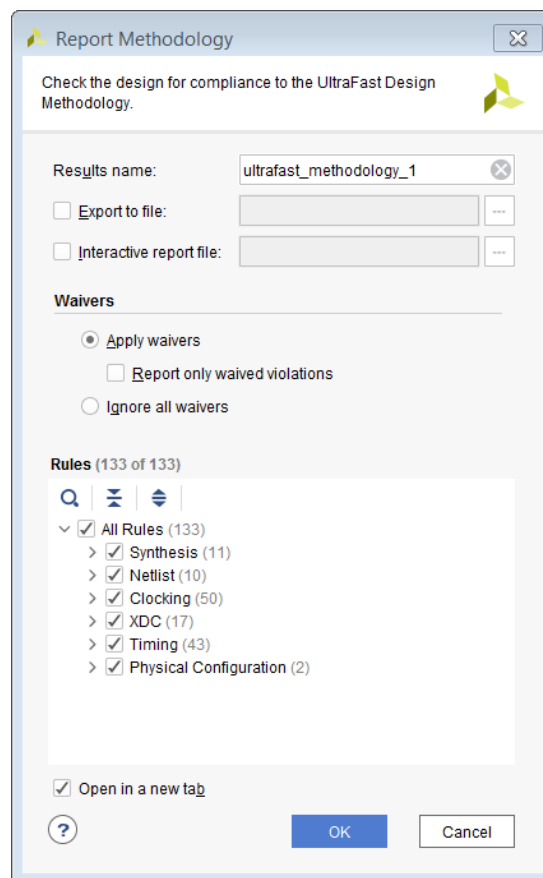 Report Methodology
Check the design for compliance to the UltraFast Design
Methodology.
Results name: ultrafast_methodology_1
Export to file: ...
Interactive report file: ...
Waivers
Apply waivers
Report only waived violations
Ignore all waivers
Rules (133 of 133)
All Rules (133)
Synthesis (11)
Netlist (10)
Clocking (50)
XDC (17)
Timing (43)
Physical Configuration (2)
Open in a new tab
? OK Cancel